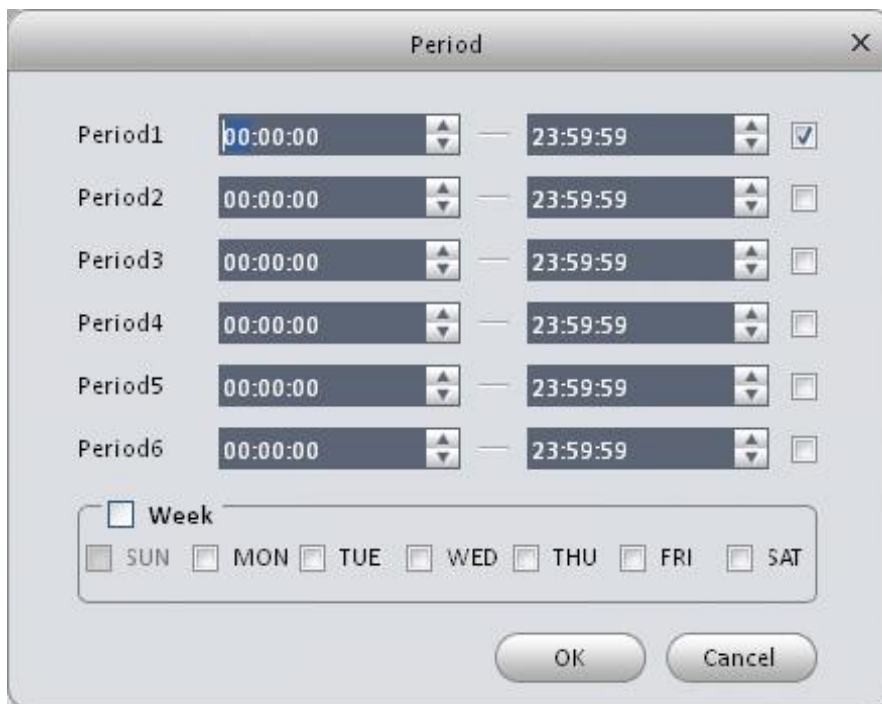 Period
Period1 00:00:00 — 23:59:59
Period2 00:00:00 — 23:59:59
Period3 00:00:00 — 23:59:59
Period4 00:00:00 — 23:59:59
Period5 00:00:00 — 23:59:59
Period6 00:00:00 — 23:59:59
Week
SUN MON TUE WED THU FRI SAT
OK Cancel